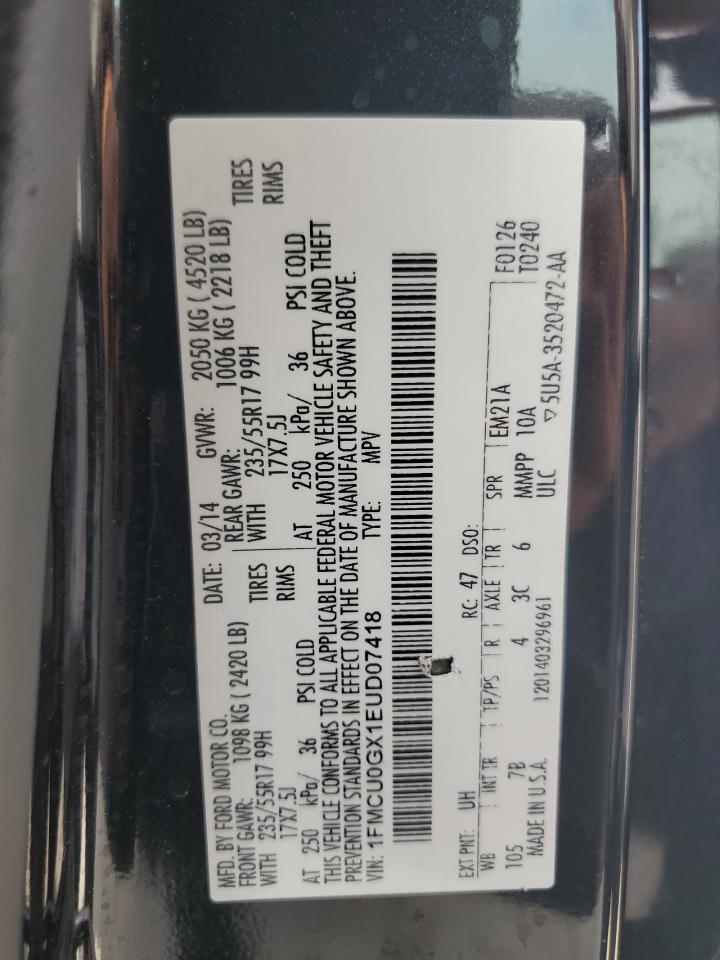 MFD. BY FORD MOTOR CO.
DATE: 03/14 GVWR: 2050 KG ( 4520 LB)
FRONT GAWR: 1098 KG ( 2420 LB)
REAR GAWR: 1006 KG ( 2218 LB)
WITH 235/55R17 99H TIRES
WITH 235/55R17 99H TIRES
17X7.5J RIMS
17X7.5J RIMS
AT 250 kPa/ 36 PSI COLD
AT 250 kPa/ 36 PSI COLD
THIS VEHICLE CONFORMS TO ALL APPLICABLE FEDERAL MOTOR VEHICLE SAFETY AND THEFT
PREVENTION STANDARDS IN EFFECT ON THE DATE OF MANUFACTURE SHOWN ABOVE.
VIN: 1FMCU0GX1EUD07418 TYPE: MPV
EXT PNT: UH RC: 47 DSO:
WB INT TR TP/PS R AXLE TR SPR EM21A F0126
105 7B 4 3C 6 MMPP 10A T0240
MADE IN U.S.A. 1201403296961 ULC ▽5U5A-3520472-AA